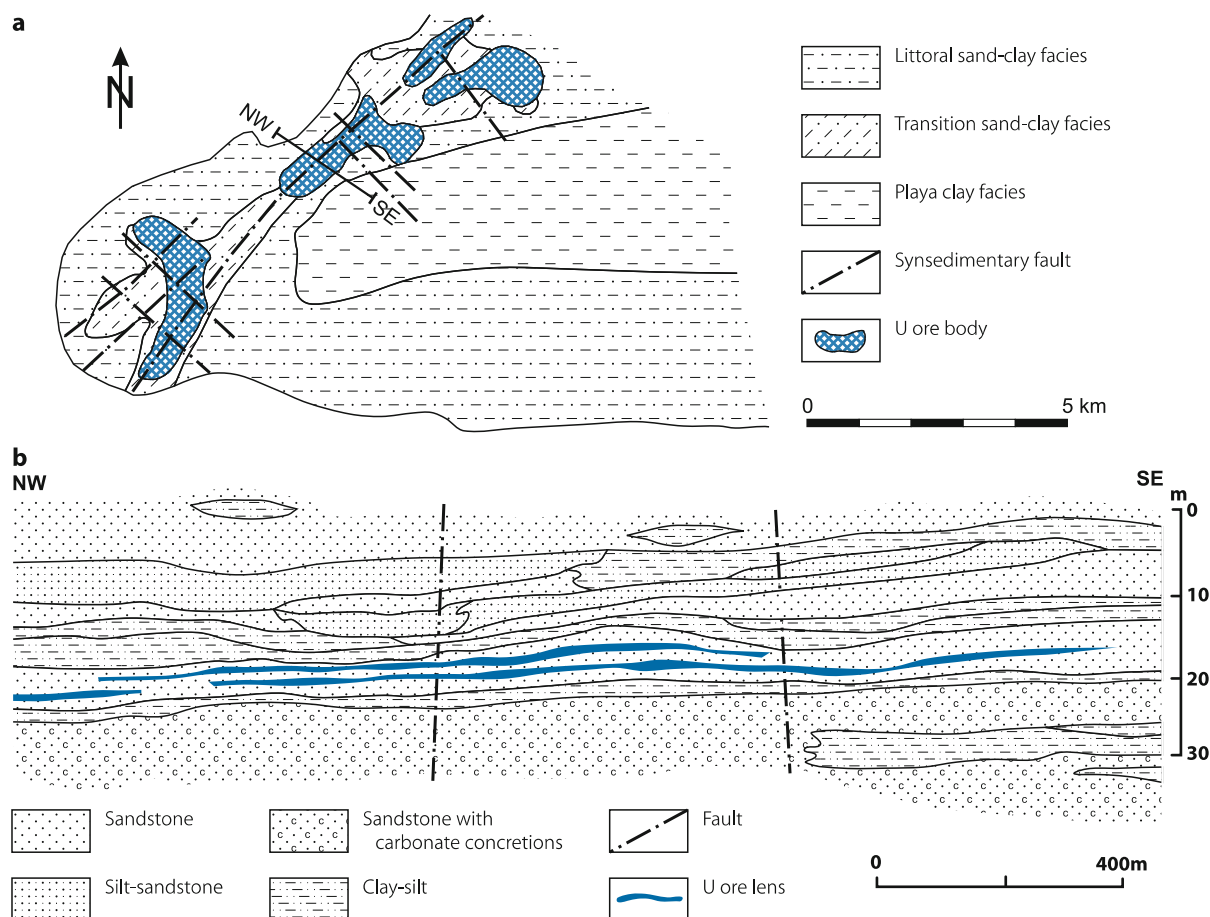 a
N
NW
SE
Littoral sand-clay facies
Transition sand-clay facies
Playa clay facies
Synsedimentary fault
U ore body
0 5 km
b
NW
SE
m
0
10
20
30
c c c c c c c c c c c c c c c c c c c c c c c c c c c c
Sandstone
Sandstone with
carbonate concretions
Fault
Silt-sandstone
Clay-silt
U ore lens
0 400m